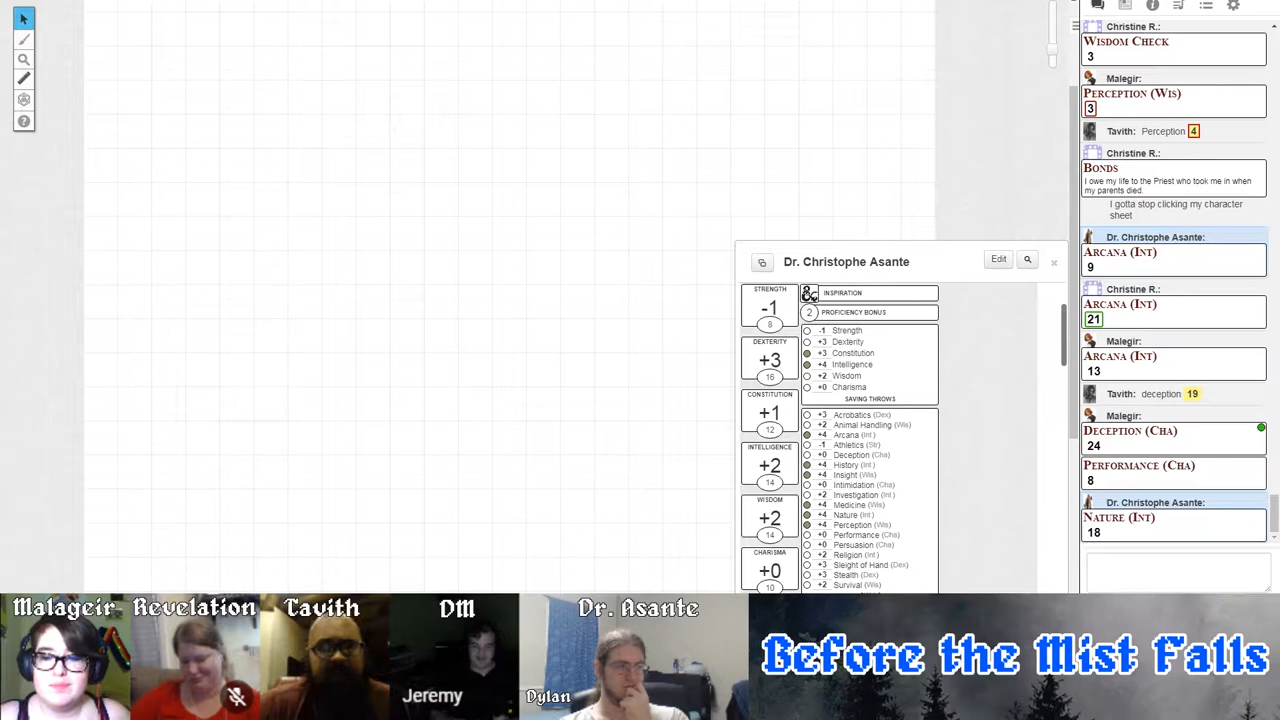 Christine R.:
WISDOM CHECK
3
Malegir:
PERCEPTION (WIS)
3
Tavith: Perception 4
Christine R.:
BONDS
I owe my life to the Priest who took me in when
my parents died.
I gotta stop clicking my character
sheet
Dr. Christophe Asante:
ARCANA (INT)
9
Christine R.:
ARCANA (INT)
21
Malegir:
ARCANA (INT)
13
Tavith: deception 19
Malegir:
DECEPTION (CHA)
24
PERFORMANCE (CHA)
8
Dr. Christophe Asante:
NATURE (INT)
18
Dr. Christophe Asante
Edit
STRENGTH
-1
8
DEXTERITY
+3
16
CONSTITUTION
+1
12
INTELLIGENCE
+2
14
WISDOM
+2
14
CHARISMA
+0
10
INSPIRATION
2 PROFICIENCY BONUS
-1 Strength
+3 Dexterity
+3 Constitution
+4 Intelligence
+2 Wisdom
+0 Charisma
SAVING THROWS
+3 Acrobatics (Dex)
+2 Animal Handling (Wis)
+4 Arcana (Int)
-1 Athletics (Str)
+0 Deception (Cha)
+4 History (Int)
+4 Insight (Wis)
+0 Intimidation (Cha)
+2 Investigation (Int)
+4 Medicine (Wis)
+4 Nature (Int)
+4 Perception (Wis)
+0 Performance (Cha)
+0 Persuasion (Cha)
+2 Religion (Int)
+3 Sleight of Hand (Dex)
+3 Stealth (Dex)
+2 Survival (Wis)
Malageir
Revelation
Tavith
DM
Jeremy
Dr. Asante
Dylan
Before the Mist Falls